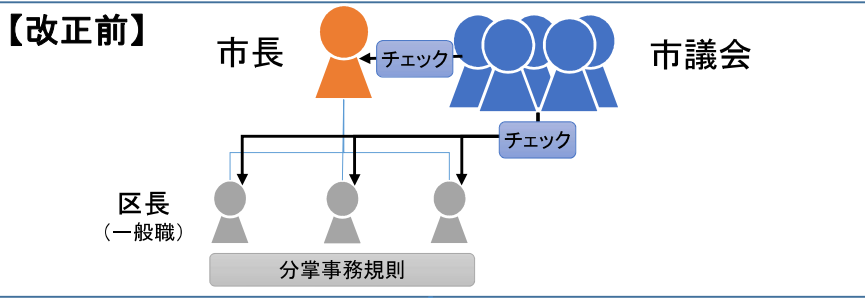 【改正前】
市長
チェック
市議会
チェック
区長
（一般職）
分掌事務規則